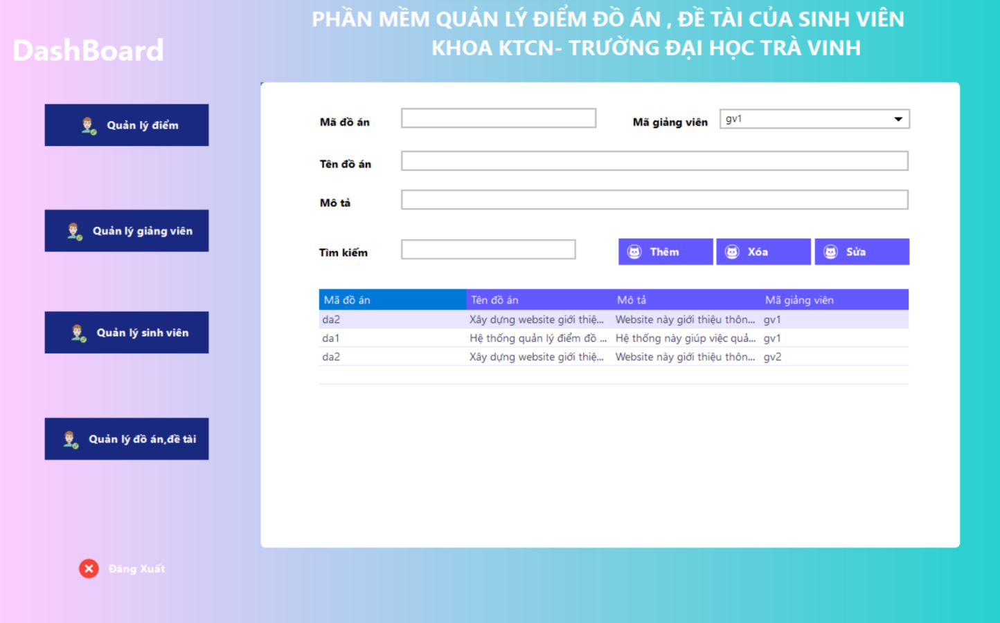 PHẦN MỀM QUẢN LÝ ĐIỂM ĐỒ ÁN , ĐỀ TÀI CỦA SINH VIÊN
KHOA KTCN- TRƯỜNG ĐẠI HỌC TRÀ VINH
DashBoard
Quản lý điểm
Quản lý giảng viên
Quản lý sinh viên
Quản lý đồ án,đề tài
Đăng Xuất
Mã đồ án
Mã giảng viên gv1
Tên đồ án
Mô tả
Tìm kiếm
Thêm Xóa Sửa
Mã đồ án Tên đồ án Mô tả Mã giảng viên
da2 Xây dựng website giới thiệ... Website này giới thiệu thôn... gv1
da1 Hệ thống quản lý điểm đồ ... Hệ thống này giúp việc quả... gv1
da2 Xây dựng website giới thiệ... Website này giới thiệu thôn... gv2